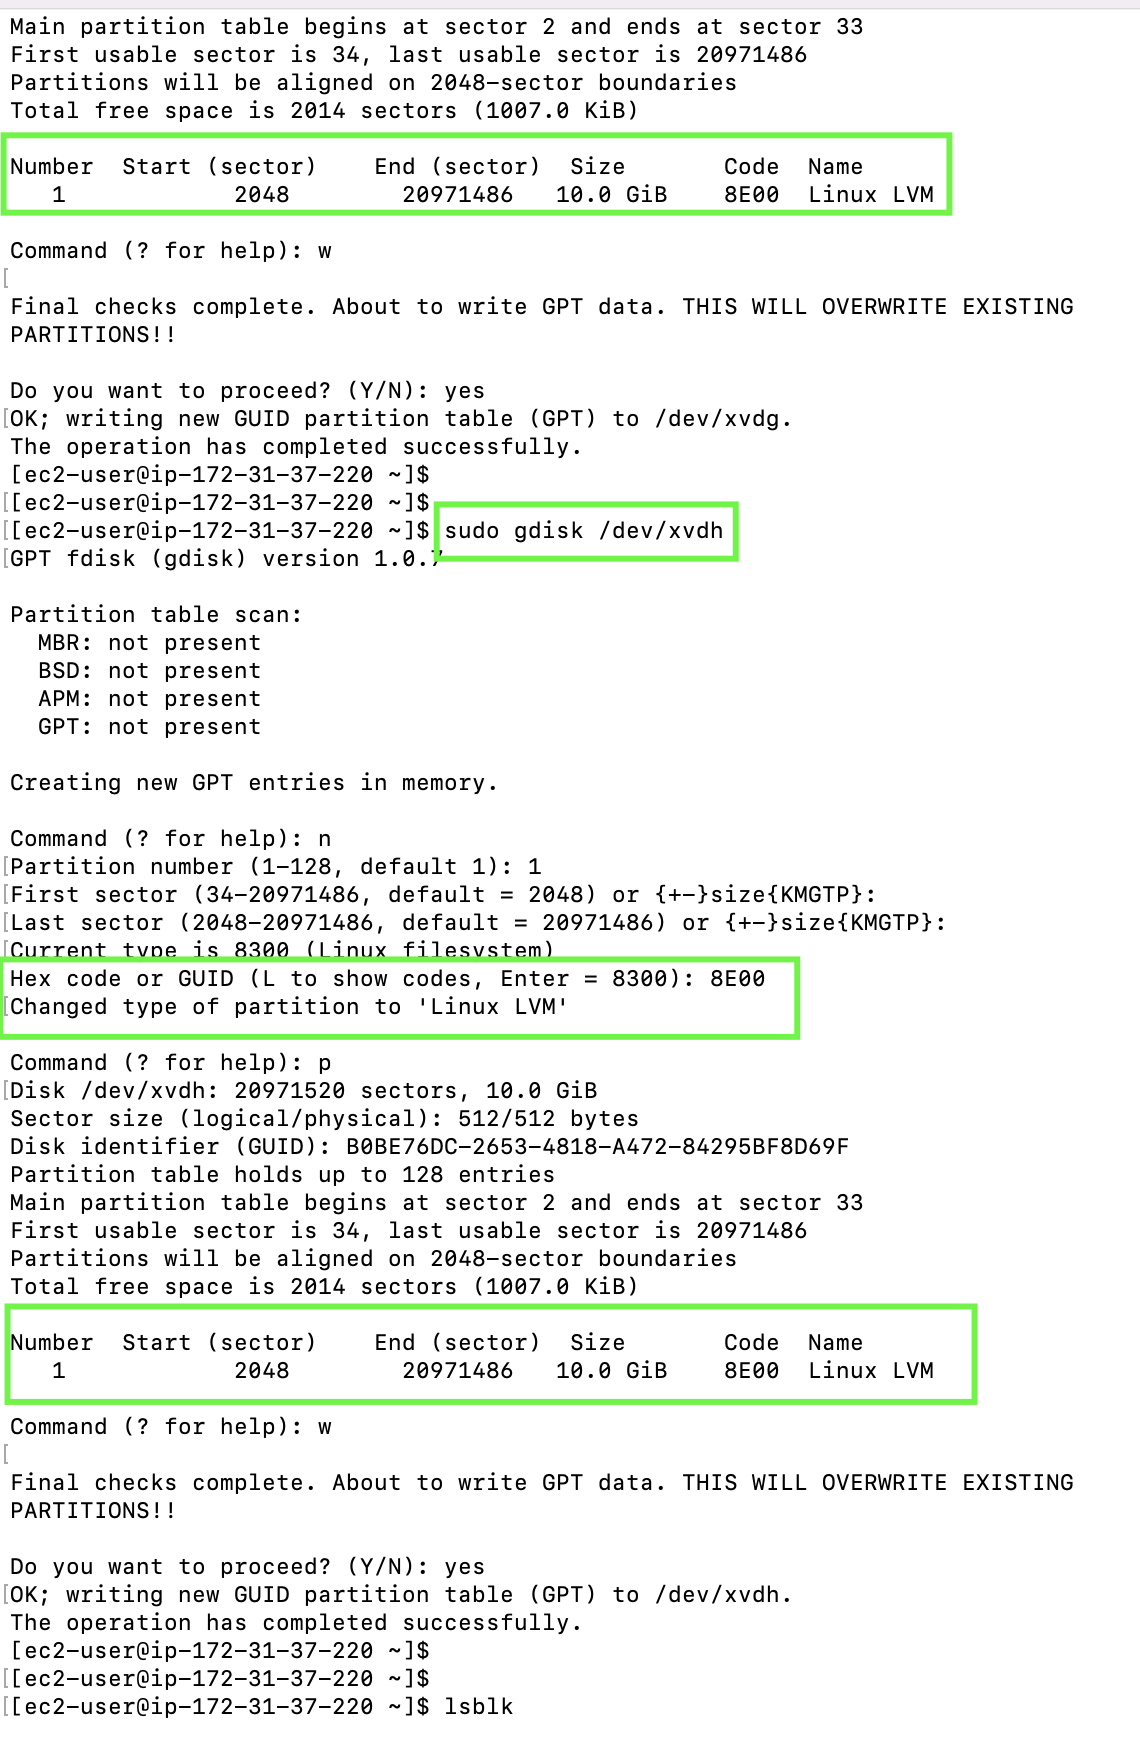 Main partition table begins at sector 2 and ends at sector 33
First usable sector is 34, last usable sector is 20971486
Partitions will be aligned on 2048-sector boundaries
Total free space is 2014 sectors (1007.0 KiB)
Number  Start (sector)    End (sector)  Size       Code  Name
   1            2048        20971486   10.0 GiB    8E00  Linux LVM
Command (? for help): w
[
Final checks complete. About to write GPT data. THIS WILL OVERWRITE EXISTING
PARTITIONS!!
Do you want to proceed? (Y/N): yes
[OK; writing new GUID partition table (GPT) to /dev/xvdg.
The operation has completed successfully.
[ec2-user@ip-172-31-37-220 ~]$
[[ec2-user@ip-172-31-37-220 ~]$
[[ec2-user@ip-172-31-37-220 ~]$ sudo gdisk /dev/xvdh
[GPT fdisk (gdisk) version 1.0.7
Partition table scan:
  MBR: not present
  BSD: not present
  APM: not present
  GPT: not present
Creating new GPT entries in memory.
Command (? for help): n
[Partition number (1-128, default 1): 1
[First sector (34-20971486, default = 2048) or {+-}size{KMGTP}:
[Last sector (2048-20971486, default = 20971486) or {+-}size{KMGTP}:
[Current type is 8300 (Linux filesystem)
Hex code or GUID (L to show codes, Enter = 8300): 8E00
[Changed type of partition to 'Linux LVM'
Command (? for help): p
[Disk /dev/xvdh: 20971520 sectors, 10.0 GiB
Sector size (logical/physical): 512/512 bytes
Disk identifier (GUID): B0BE76DC-2653-4818-A472-84295BF8D69F
Partition table holds up to 128 entries
Main partition table begins at sector 2 and ends at sector 33
First usable sector is 34, last usable sector is 20971486
Partitions will be aligned on 2048-sector boundaries
Total free space is 2014 sectors (1007.0 KiB)
Number  Start (sector)    End (sector)  Size       Code  Name
   1            2048        20971486   10.0 GiB    8E00  Linux LVM
Command (? for help): w
[
Final checks complete. About to write GPT data. THIS WILL OVERWRITE EXISTING
PARTITIONS!!
Do you want to proceed? (Y/N): yes
[OK; writing new GUID partition table (GPT) to /dev/xvdh.
The operation has completed successfully.
[ec2-user@ip-172-31-37-220 ~]$
[[ec2-user@ip-172-31-37-220 ~]$
[[ec2-user@ip-172-31-37-220 ~]$ lsblk